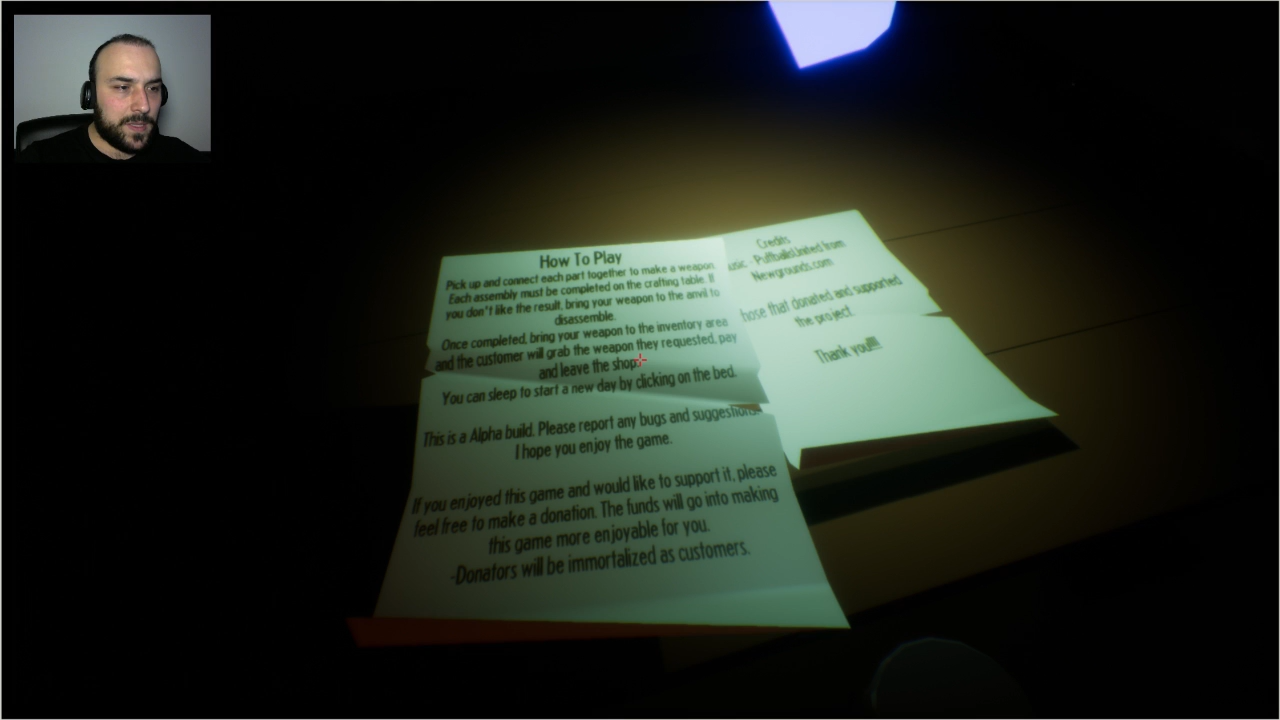 How To Play
Pick up and connect each part together to make a weapon.
Each assembly must be completed on the crafting table. If
you don't like the result, bring your weapon to the anvil to
disassemble.
Once completed, bring your weapon to the inventory area
and the customer will grab the weapon they requested, pay
and leave the shop.
You can sleep to start a new day by clicking on the bed.
This is a Alpha build. Please report any bugs and suggestions.
I hope you enjoy the game.
If you enjoyed this game and would like to support it, please
feel free to make a donation. The funds will go into making
this game more enjoyable for you.
-Donators will be immortalized as customers.
Credits
- PuffballsUnited from
Newgrounds.com
that donated and supported
the project.
Thank you!!!!